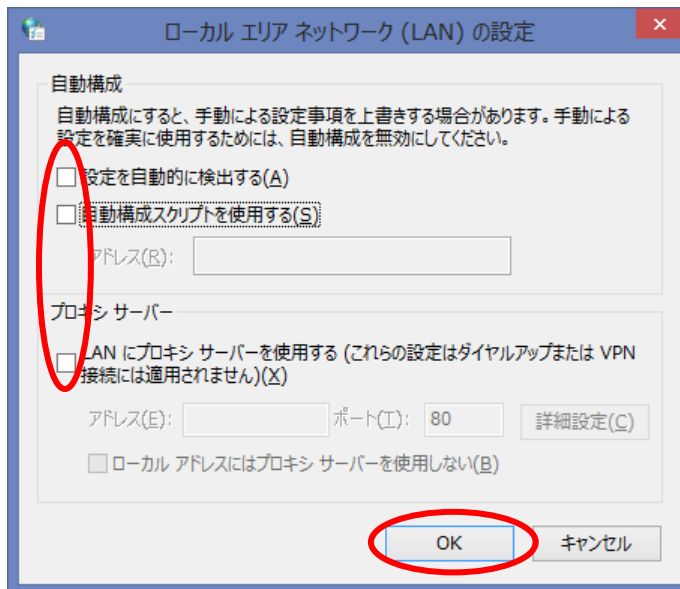 ローカル エリア ネットワーク (LAN) の設定
自動構成
自動構成にすると、手動による設定事項を上書きする場合があります。手動による
設定を確実に使用するためには、自動構成を無効にしてください。
設定を自動的に検出する(A)
自動構成スクリプトを使用する(S)
アドレス(R):
プロキシ サーバー
LAN にプロキシ サーバーを使用する (これらの設定はダイヤルアップまたは VPN
接続には適用されません)(X)
アドレス(E): ポート(T): 80 詳細設定(C)
ローカル アドレスにはプロキシ サーバーを使用しない(B)
OK キャンセル